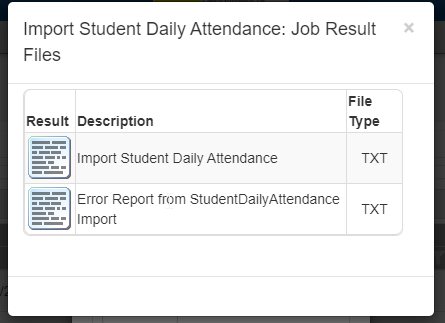 Import Student Daily Attendance: Job Result
Files
×
File
Result Description Type
Import Student Daily Attendance TXT
Error Report from StudentDailyAttendance
Import TXT